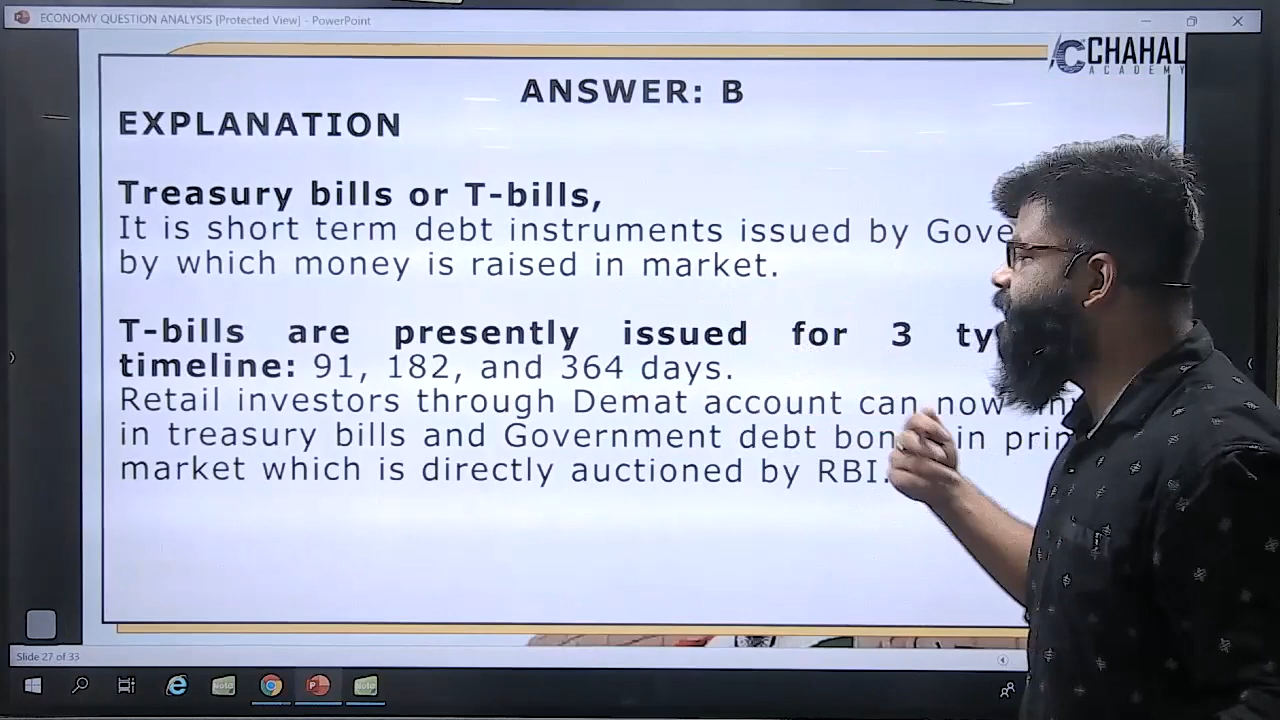 ECONOMY QUESTION ANALYSIS [Protected View] - PowerPoint
CHAHAL
ACADEMY
ANSWER: B
EXPLANATION
Treasury bills or T-bills,
It is short term debt instruments issued by Gove
by which money is raised in market.
T-bills are presently issued for 3 ty
timeline: 91, 182, and 364 days.
Retail investors through Demat account can now
in treasury bills and Government debt bon in prin
market which is directly auctioned by RBI.
Slide 27 of 33
Note
Note